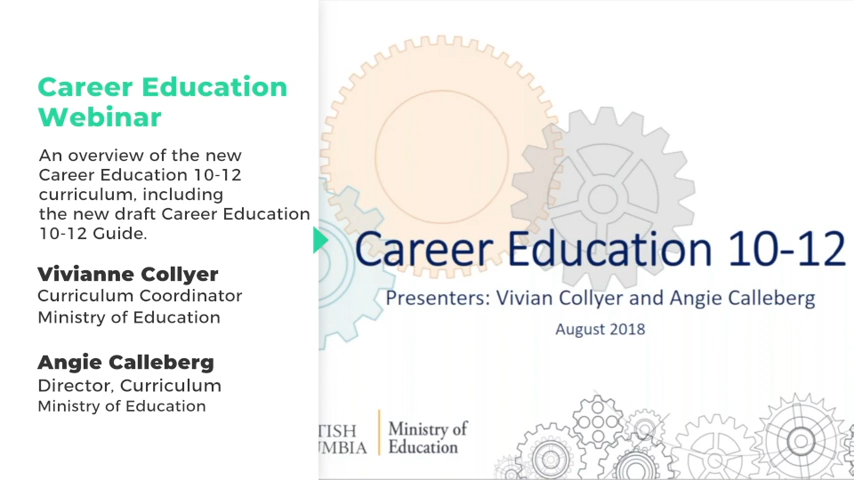 Career Education
Webinar
An overview of the new
Career Education 10-12
curriculum, including
the new draft Career Education
10-12 Guide.
Vivianne Collyer
Curriculum Coordinator
Ministry of Education
Angie Calleberg
Director, Curriculum
Ministry of Education
Career Education 10-12
Presenters: Vivian Collyer and Angie Calleberg
August 2018
TISH
UMBIA
Ministry of
Education